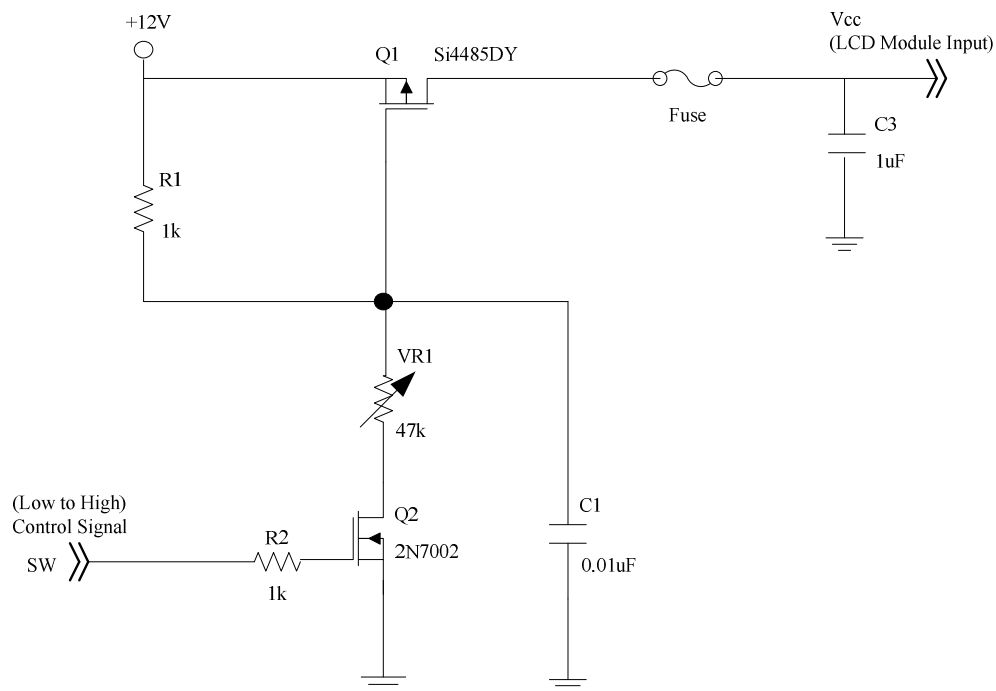 +12V
Q1
Si4485DY
Vcc
(LCD Module Input)
Fuse
C3
1uF
R1
1k
VR1
47k
(Low to High)
Control Signal
SW
R2
1k
Q2
2N7002
C1
0.01uF